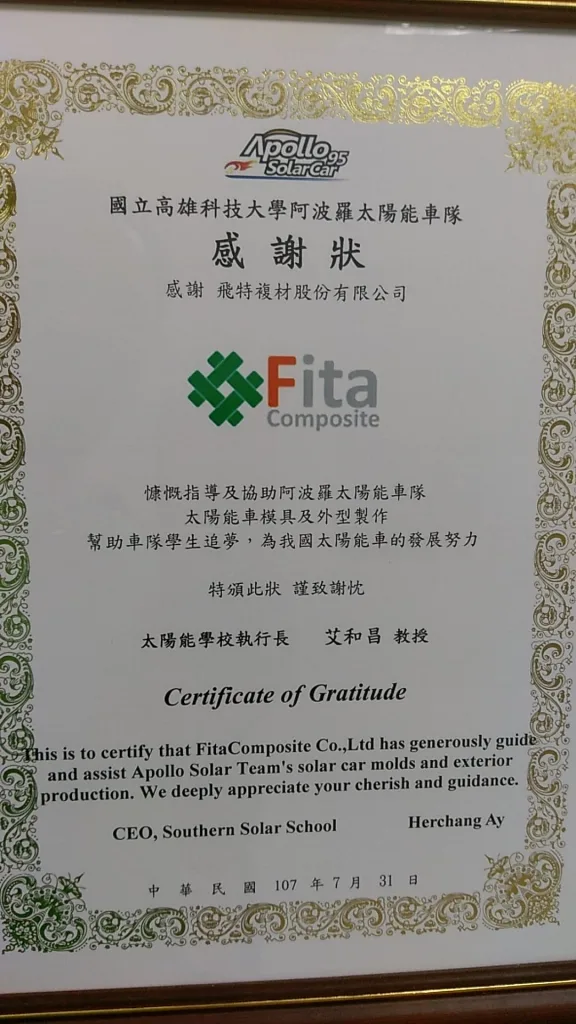 Apollo 95
SolarCar
國立高雄科技大學阿波羅太陽能車隊
感謝狀
感謝 飛特複材股份有限公司
Fita
Composite
慷慨指導及協助阿波羅太陽能車隊
太陽能車模具及外型製作
幫助車隊學生追夢，為我國太陽能車的發展努力
特頒此狀 謹致謝忱
太陽能學校執行長 艾和昌 教授
Certificate of Gratitude
This is to certify that FitaComposite Co.,Ltd has generously guide
and assist Apollo Solar Team's solar car molds and exterior
production. We deeply appreciate your cherish and guidance.
CEO, Southern Solar School Herchang Ay
中 華 民 國 107 年 7 月 31 日